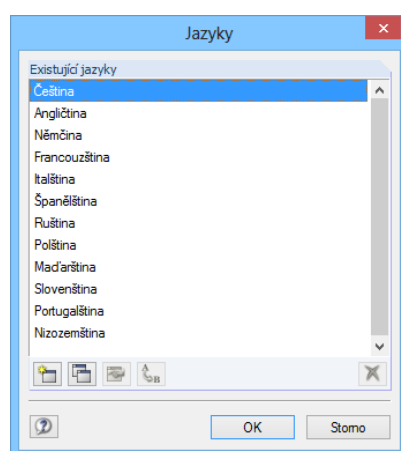 Jazyky
Existující jazyky
Čeština
Angličtina
Němčina
Francouzština
Italština
Španělština
Ruština
Polština
Maďarština
Slovenština
Portugalština
Nizozemština
A
B
OK
Storno